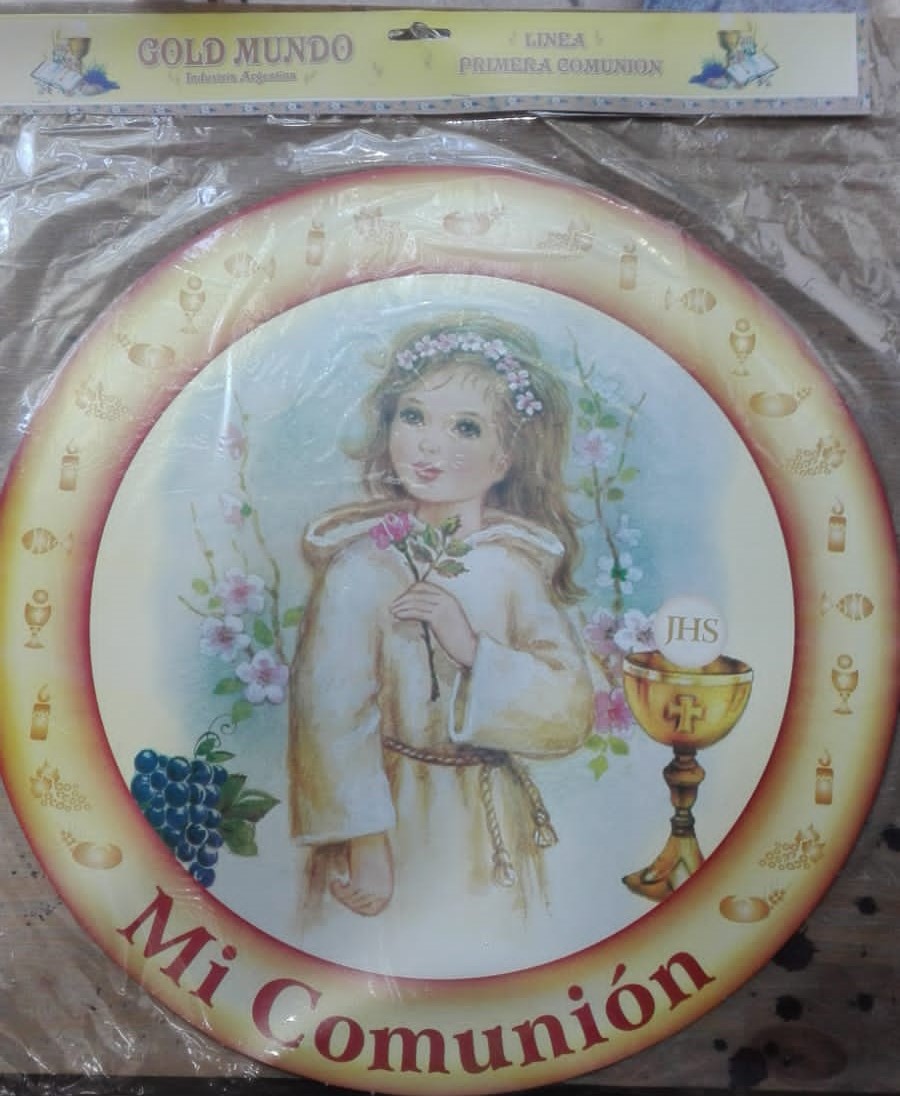 GOLD MUNDO
Industria Argentina
LINEA
PRIMERA COMUNION
JHS
Mi Comunión